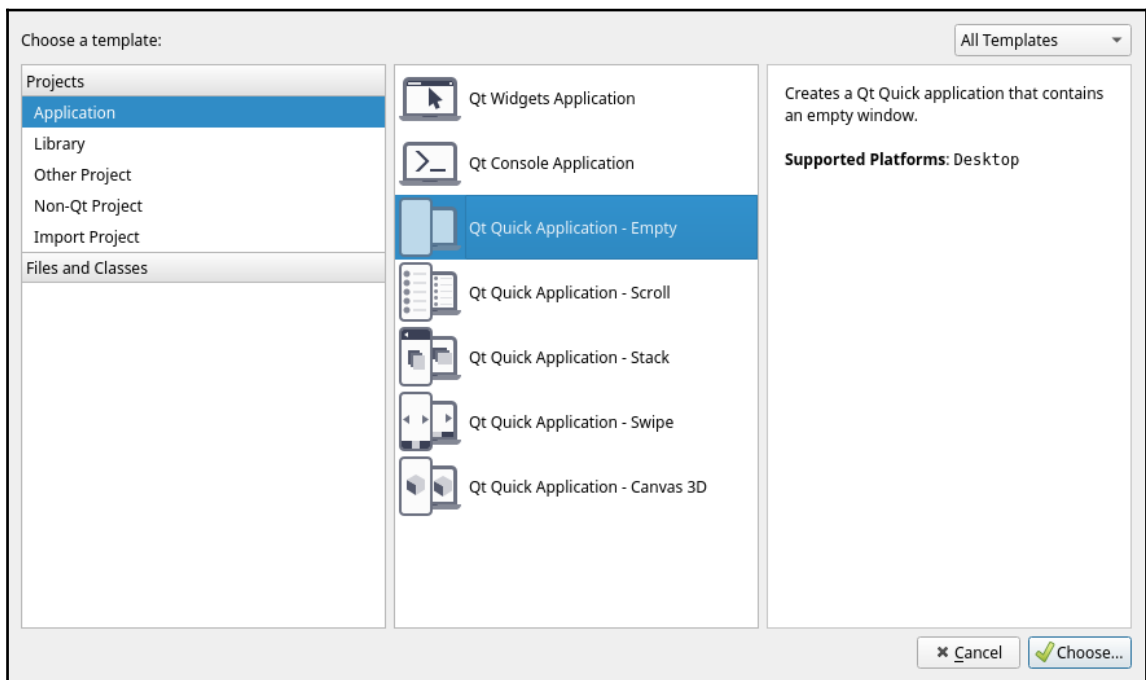 Choose a template:
All Templates
Projects
Application
Library
Other Project
Non-Qt Project
Import Project
Files and Classes
Qt Widgets Application
Qt Console Application
Qt Quick Application - Empty
Qt Quick Application - Scroll
Qt Quick Application - Stack
Qt Quick Application - Swipe
Qt Quick Application - Canvas 3D
Creates a Qt Quick application that contains
an empty window.
Supported Platforms: Desktop
Cancel
Choose...